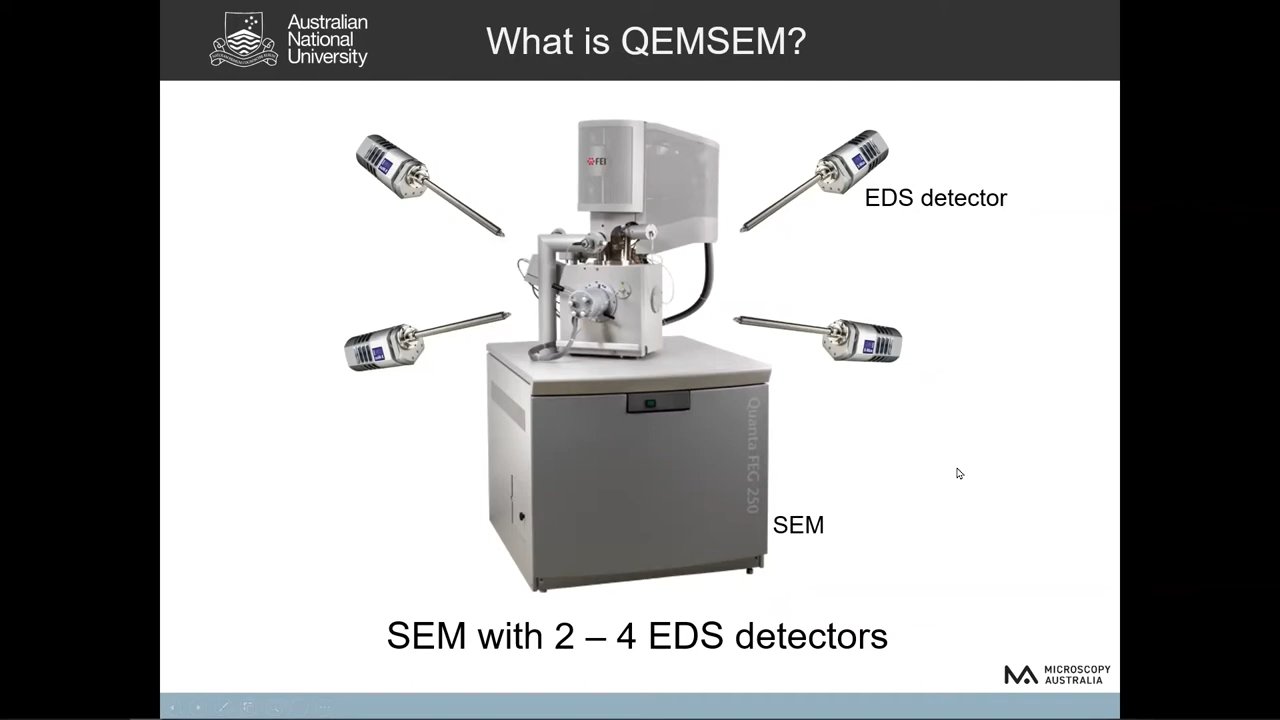 Australian
National
University
What is QEMSEM?
FEI
EDS detector
Quanta FEG 250
SEM
SEM with 2 – 4 EDS detectors
MICROSCOPY
AUSTRALIA